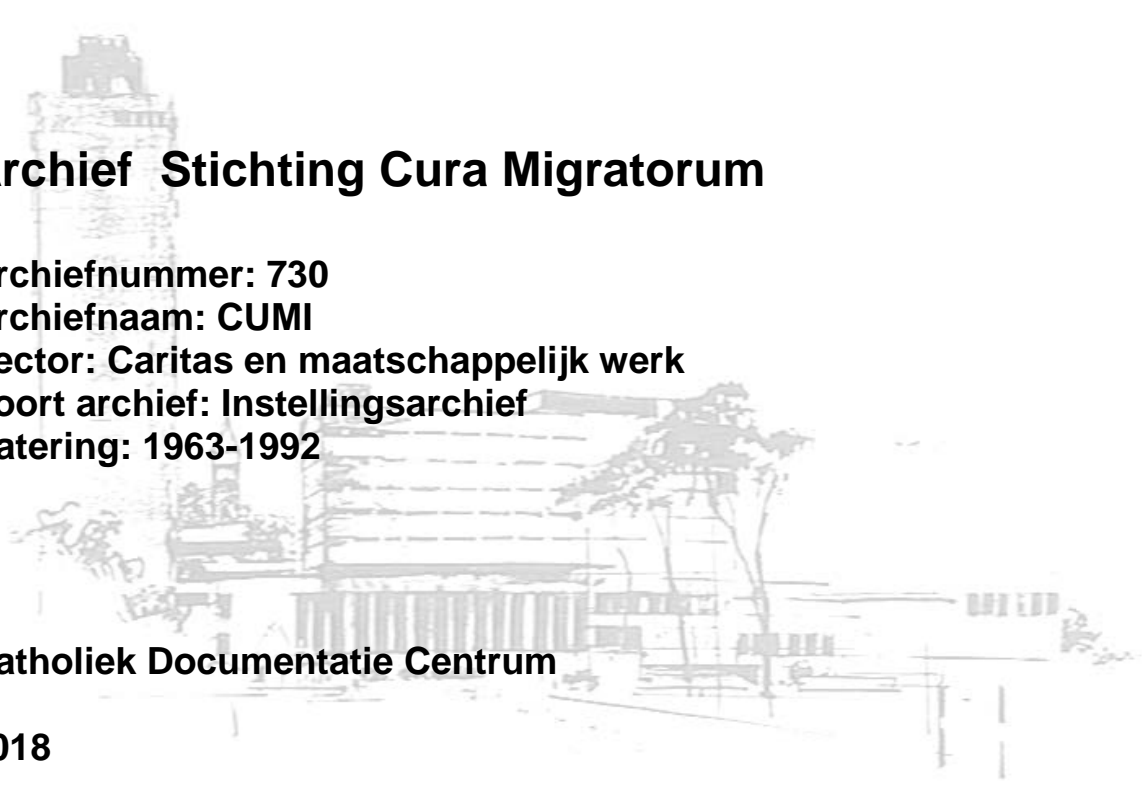 rchief Stichting Cura Migratorum
rchiefnummer: 730
rchiefnaam: CUMI
ector: Caritas en maatschappelijk werk
oort archief: Instellingsarchief
atering: 1963-1992
atholiek Documentatie Centrum
018